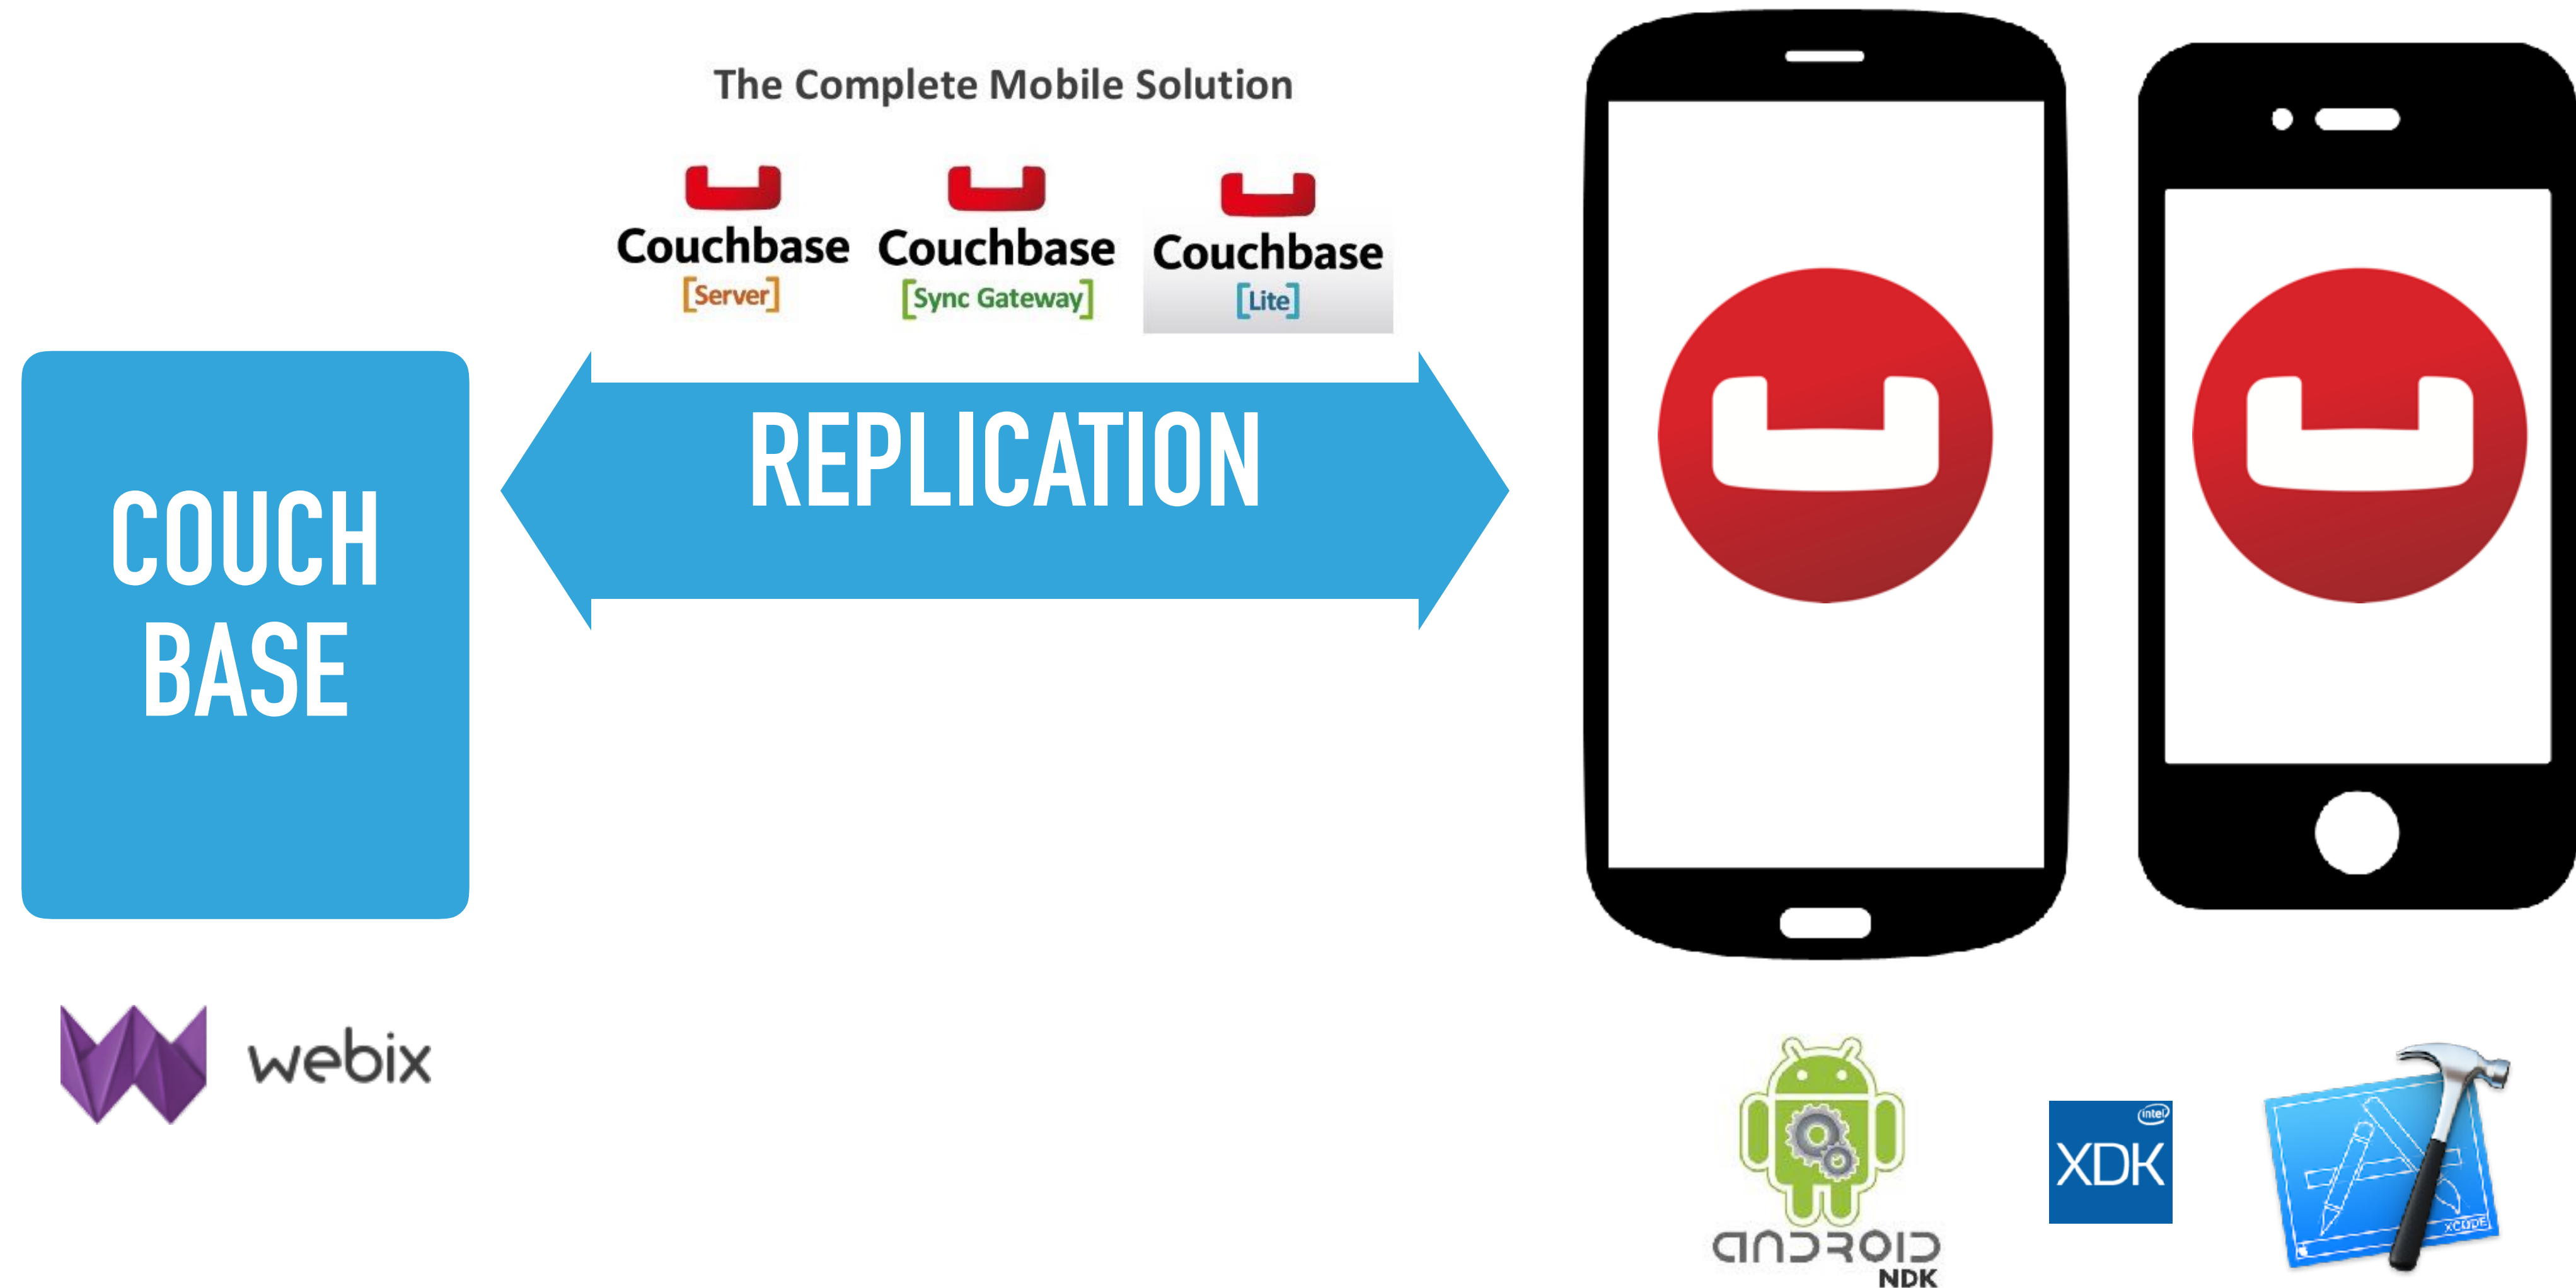 The Complete Mobile Solution
Couchbase
[Server]
Couchbase
[Sync Gateway]
Couchbase
[Lite]
COUCH
BASE
REPLICATION
webix
ANDROID
NDK
intel
XDK
XCODE